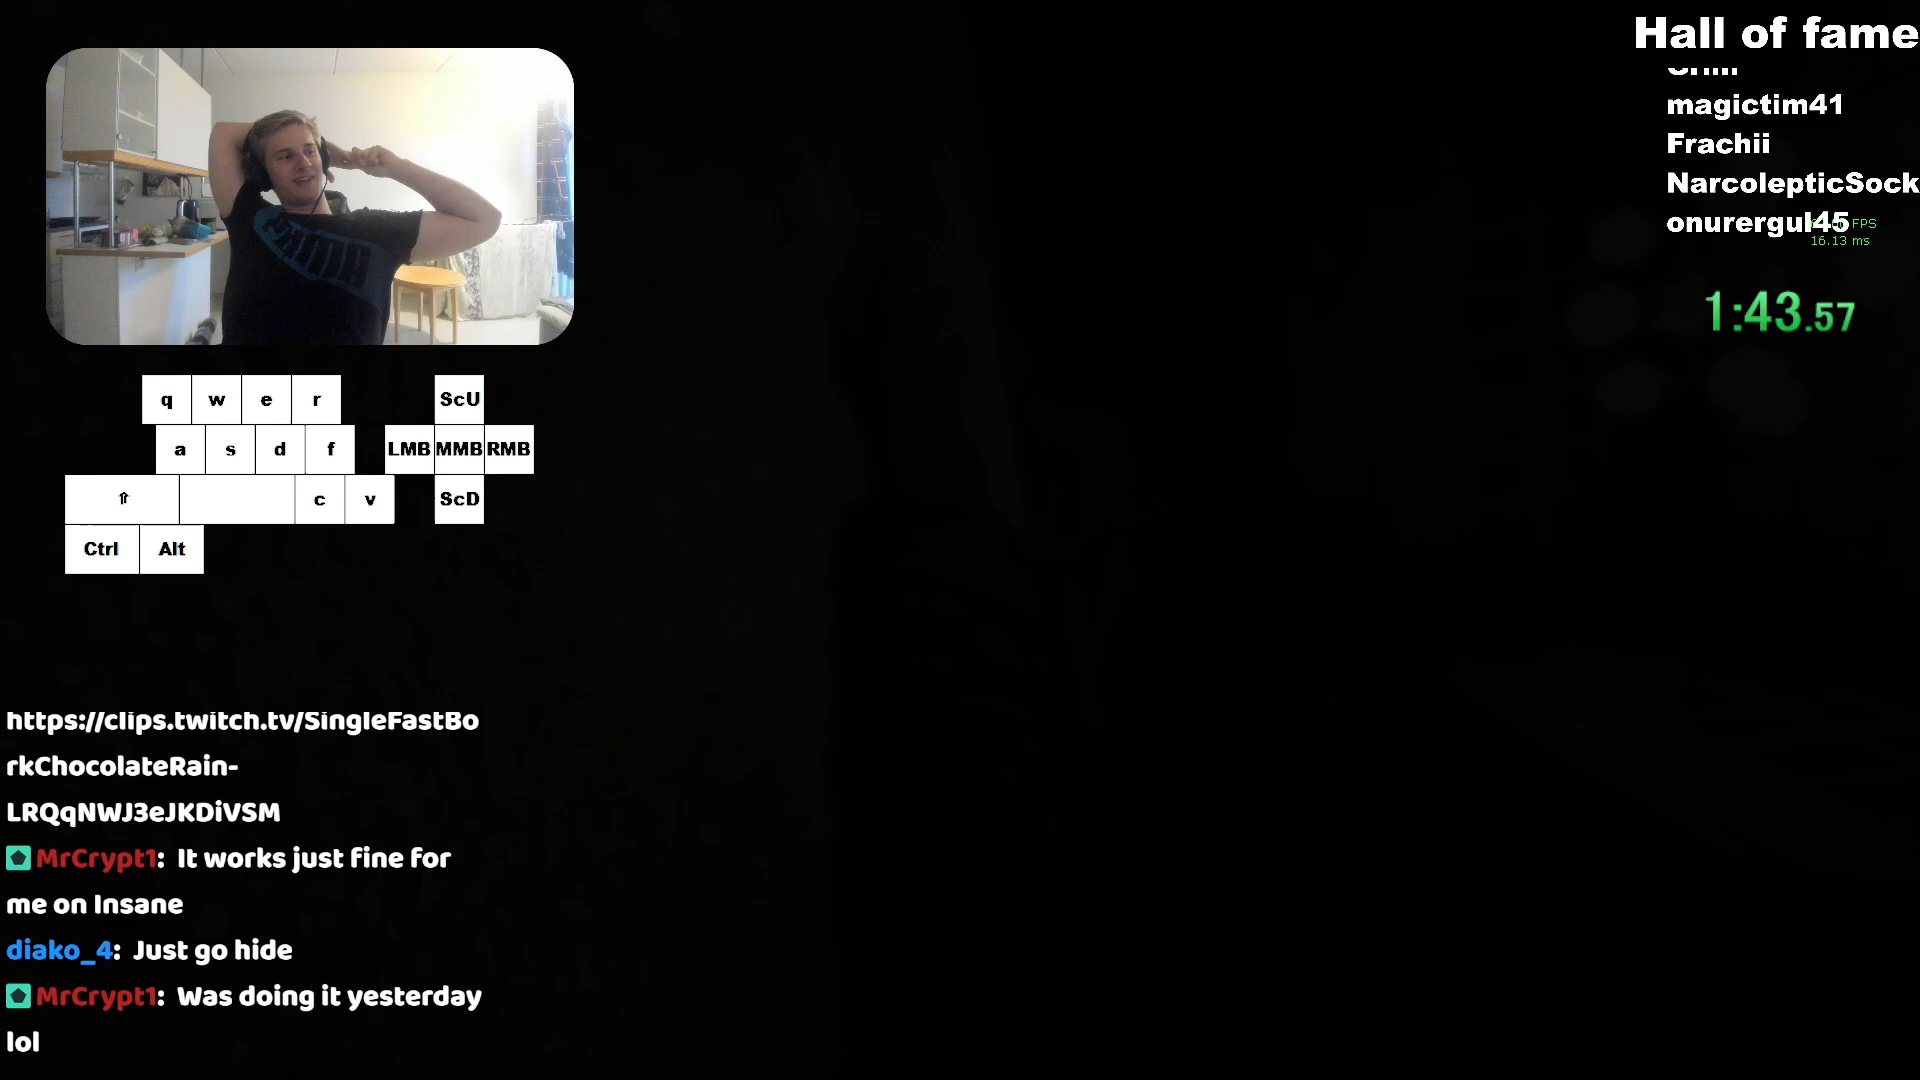 Hall of fame
magictim41
Frachii
NarcolepticSock
onurergul45
FPS
16.13 ms
1:43.57
q w e r ScU
a s d f LMB MMB RMB
⇧ c v ScD
Ctrl Alt
https://clips.twitch.tv/SingleFastBo
rkChocolateRain-
LRQqNWJ3eJKDiVSM
MrCrypt1: It works just fine for
me on Insane
diako_4: Just go hide
MrCrypt1: Was doing it yesterday
lol